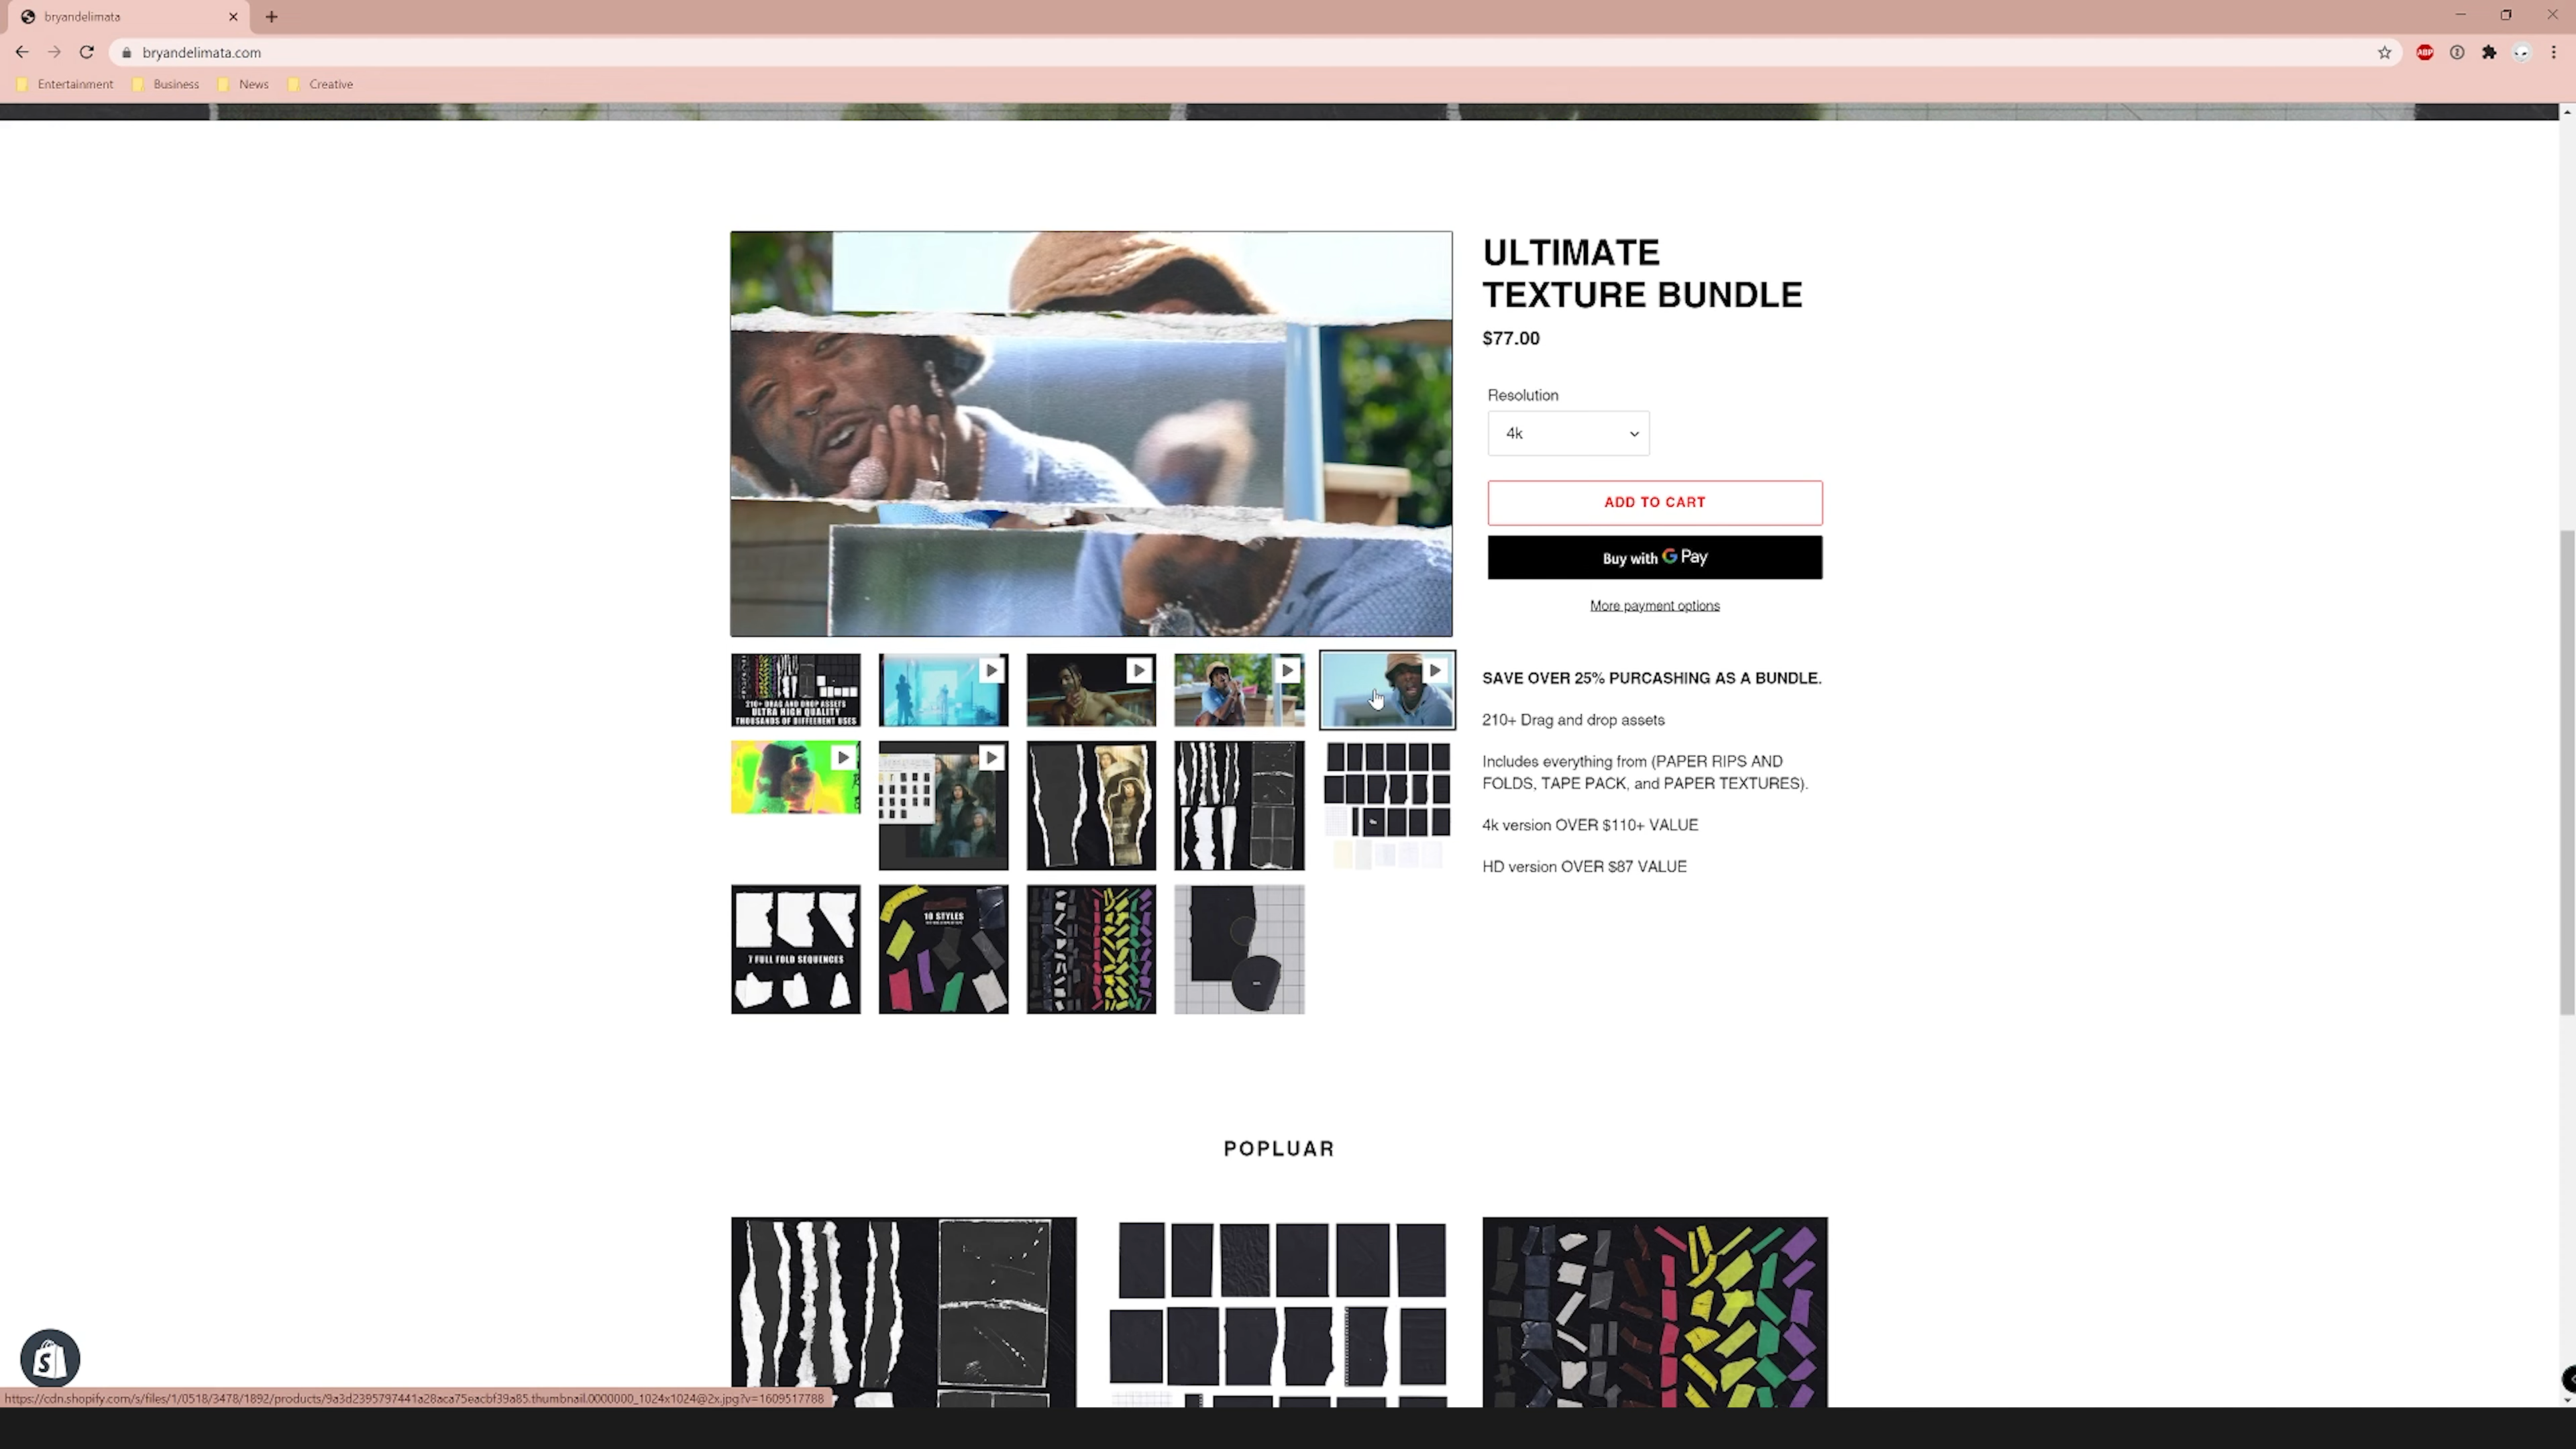 bryandelimata
bryandelimata.com
Entertainment Business News Creative
ULTIMATE
TEXTURE BUNDLE
$77.00
Resolution
4k
ADD TO CART
Buy with G Pay
More payment options
210+ DRAG AND DROP ASSETS
ULTRA HIGH QUALITY
THOUSANDS OF DIFFEERENT USES
SAVE OVER 25% PURCASHING AS A BUNDLE.
210+ Drag and drop assets
Includes everything from (PAPER RIPS AND
FOLDS, TAPE PACK, and PAPER TEXTURES).
4k version OVER $110+ VALUE
HD version OVER $87 VALUE
7 FULL FOLD SEQUENCES
10 STYLES
POPLUAR
https://cdn.shopify.com/s/files/1/0518/3478/1892/products/9a3d2395797441a28aca75eacbf39a85.thumbnail.0000000_1024x1024@2x.jpg?v=1609517788